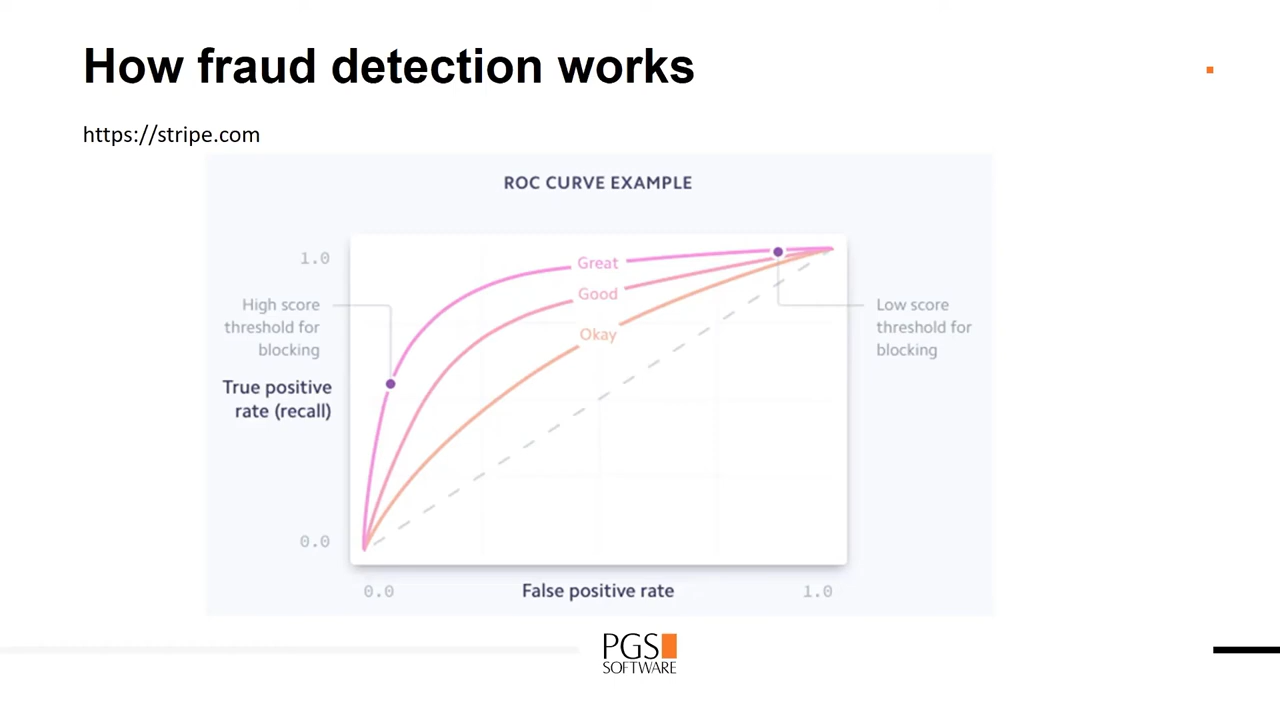 How fraud detection works
https://stripe.com
ROC CURVE EXAMPLE
1.0
High score
threshold for
blocking
True positive
rate (recall)
0.0
Great
Good
Okay
Low score
threshold for
blocking
0.0
False positive rate
1.0
PGS
SOFTWARE